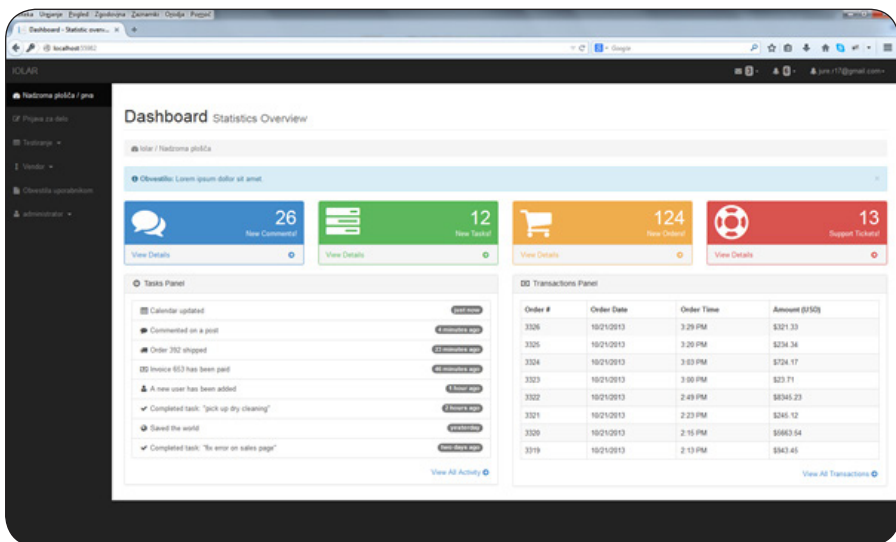 Urejanje Pogled Zgodovina Zaznamki Orodja Pomoč
Dashboard - Statistic overv...
localhost
Google
IOLAR
3
jure.r17@gmail.com
Nadzorna plošča / prva
Prijava za delo
Testiranje
Vendor
Obvestila uporabnikom
administrator
Dashboard Statistics Overview
Iolar / Nadzorna plošča
Obvestilo: Lorem ipsum dollor sit amet.
26
New Comments!
View Details
12
New Tasks!
View Details
124
New Orders!
View Details
13
Support Tickets!
View Details
Tasks Panel
Calendar updated just now
Commented on a post 4 minutes ago
Order 392 shipped 23 minutes ago
Invoice 653 has been paid 46 minutes ago
A new user has been added 1 hour ago
Completed task: "pick up dry cleaning" 2 hours ago
Saved the world yesterday
Completed task: "fix error on sales page" two days ago
View All Activity
Transactions Panel
Order # Order Date Order Time Amount (USD)
3326 10/21/2013 3:29 PM $321.33
3325 10/21/2013 3:20 PM $234.34
3324 10/21/2013 3:03 PM $724.17
3323 10/21/2013 3:00 PM $23.71
3322 10/21/2013 2:49 PM $8345.23
3321 10/21/2013 2:23 PM $245.12
3320 10/21/2013 2:15 PM $5663.54
3319 10/21/2013 2:13 PM $943.45
View All Transactions